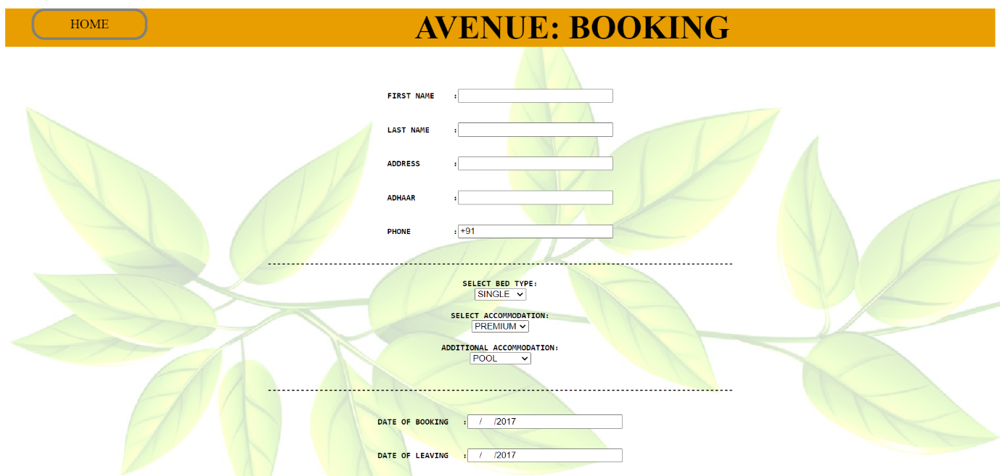 HOME
AVENUE: BOOKING
FIRST NAME :
LAST NAME :
ADDRESS :
ADHAAR :
PHONE :+91
--------------------------------------------------------------------------------
SELECT BED TYPE:
SINGLE
SELECT ACCOMMODATION:
PREMIUM
ADDITIONAL ACCOMMODATION:
POOL
--------------------------------------------------------------------------------
DATE OF BOOKING : / /2017
DATE OF LEAVING : / /2017